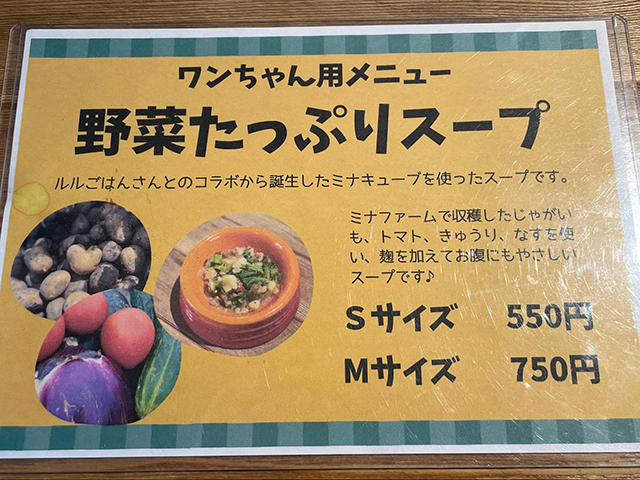 ワンちゃん用メニュー
野菜たっぷりスープ
ルルごはんさんとのコラボから誕生したミナキューブを使ったスープです。
ミナファームで収穫したじゃがい
も、トマト、きゅうり、なすを使
い、麹を加えてお腹にもやさしい
スープです♪
Sサイズ 550円
Mサイズ 750円